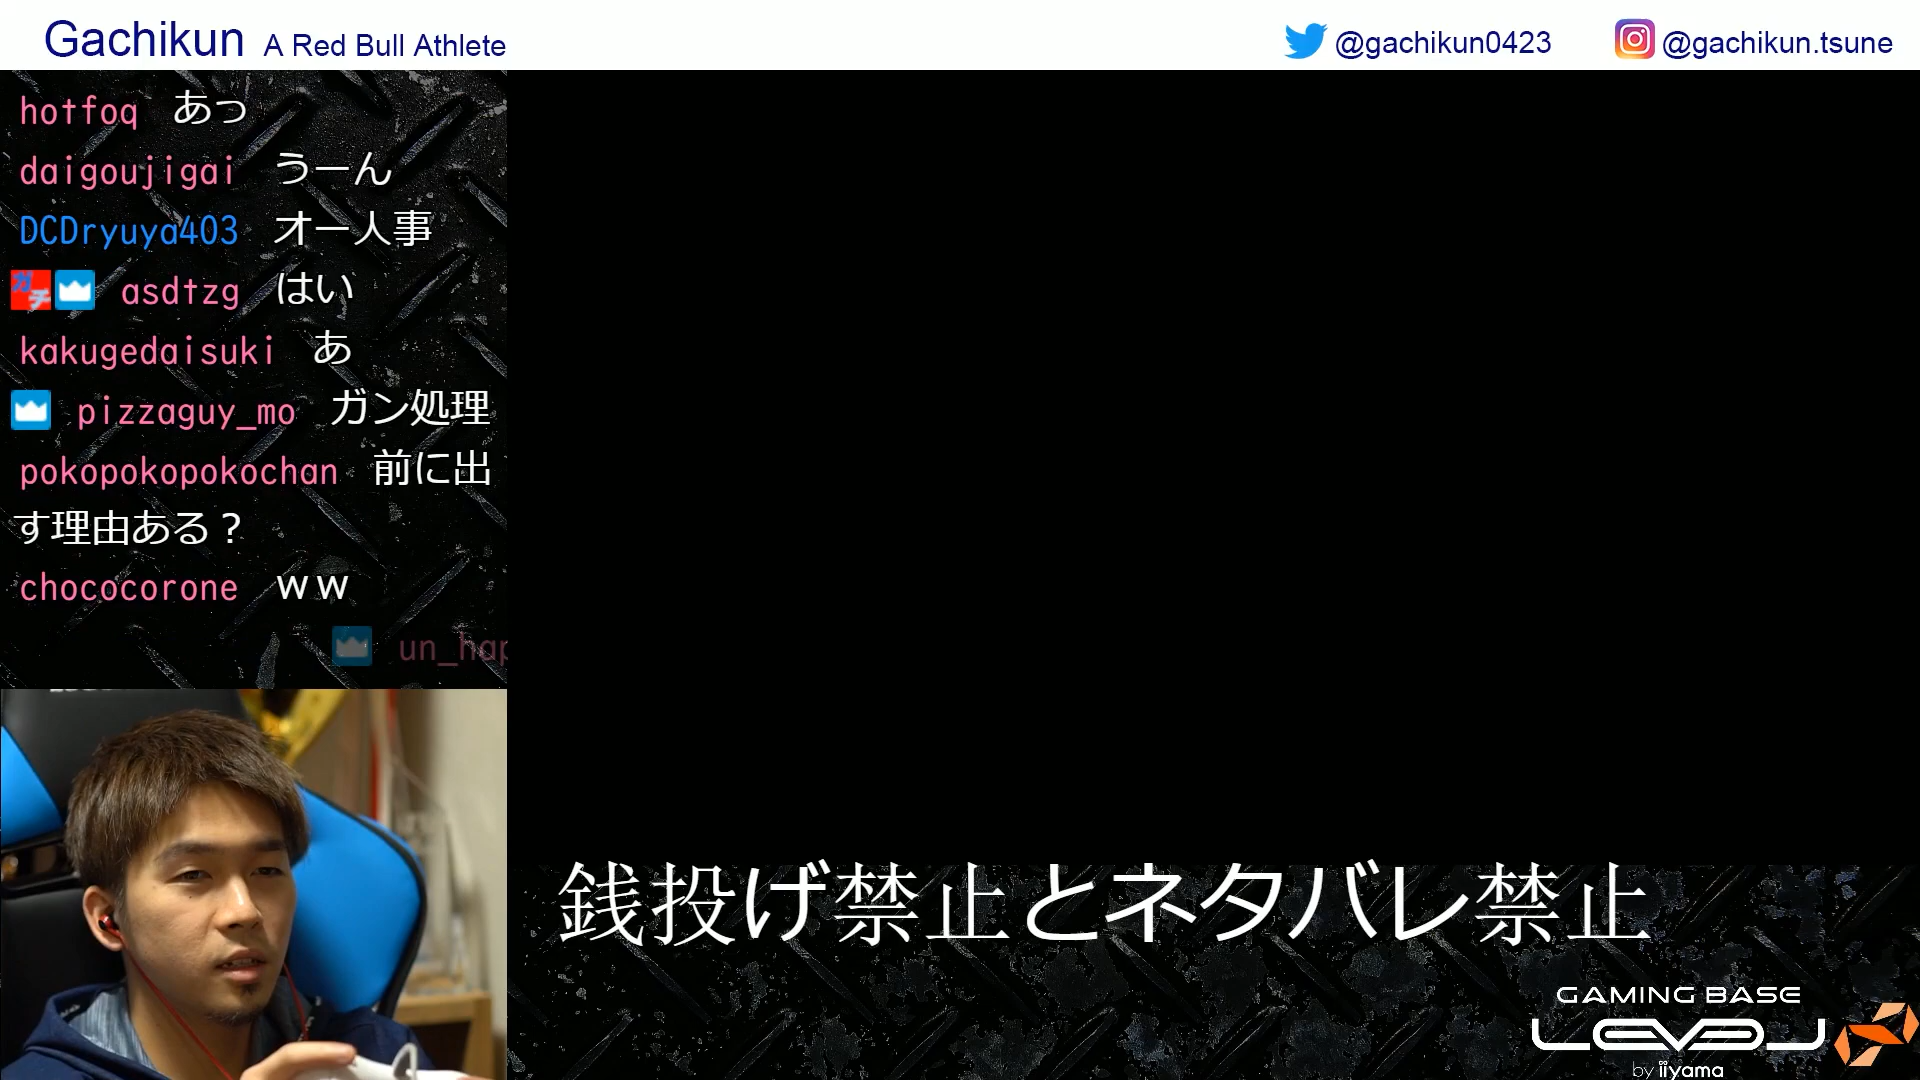 Gachikun A Red Bull Athlete
@gachikun0423
@gachikun.tsune
hotfoq あっ
daigoujigai うーん
DCDryuya403 オー人事
ガチ asdtzg はい
kakugedaisuki あ
pizzaguy_mo ガン処理
pokopokopokochan 前に出
す理由ある？
chococorone ｗｗ
un_hap
銭投げ禁止とネタバレ禁止
GAMING BASE
LEVEL
by iiyama